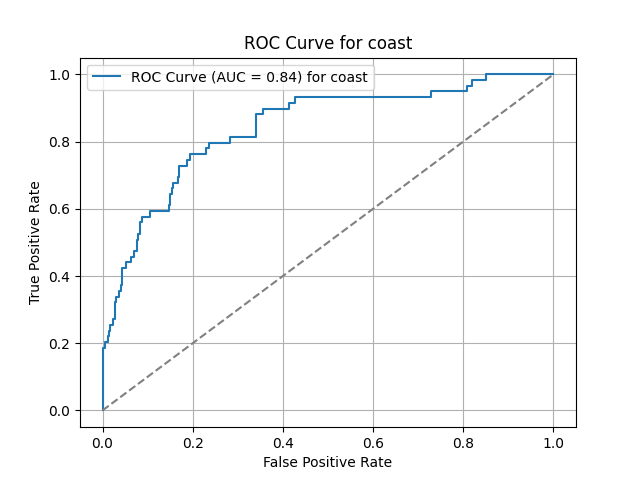 ROC Curve for coast
ROC Curve (AUC = 0.84) for coast
True Positive Rate
1.0
0.8
0.6
0.4
0.2
0.0
0.0 0.2 0.4 0.6 0.8 1.0
False Positive Rate